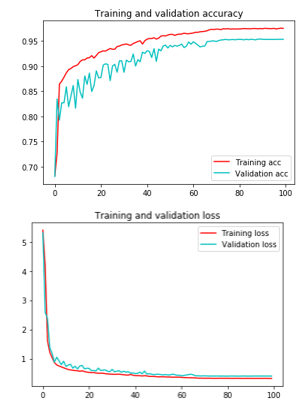 Training and validation accuracy
0.95
0.90
0.85
0.80
0.75
0.70
Training acc
Validation acc
0 20 40 60 80 100
Training and validation loss
Training loss
Validation loss
5
4
3
2
1
0 20 40 60 80 100